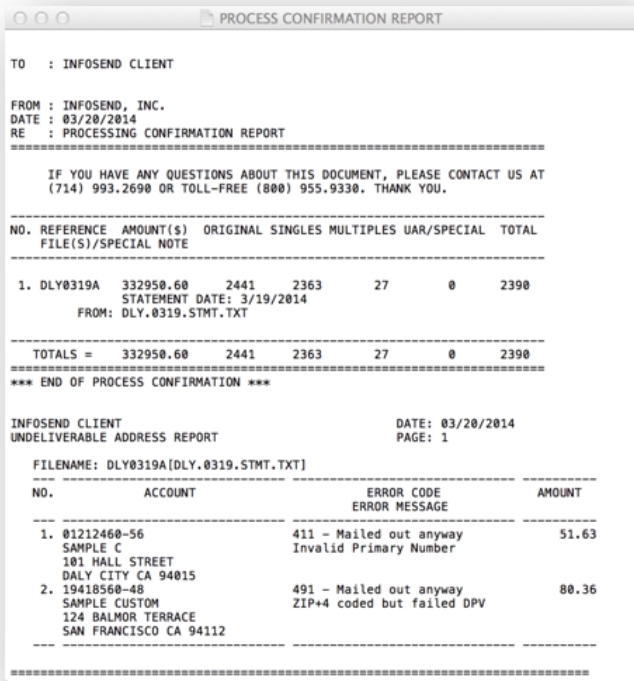 PROCESS CONFIRMATION REPORT
TO : INFOSEND CLIENT
FROM : INFOSEND, INC.
DATE : 03/20/2014
RE : PROCESSING CONFIRMATION REPORT
========================================================================
IF YOU HAVE ANY QUESTIONS ABOUT THIS DOCUMENT, PLEASE CONTACT US AT
(714) 993.2690 OR TOLL-FREE (800) 955.9330. THANK YOU.
------------------------------------------------------------------------
NO. REFERENCE AMOUNT($) ORIGINAL SINGLES MULTIPLES UAR/SPECIAL TOTAL
FILE(S)/SPECIAL NOTE
------------------------------------------------------------------------
1. DLY0319A 332950.60 2441 2363 27 0 2390
STATEMENT DATE: 3/19/2014
FROM: DLY.0319.STMT.TXT
------------------------------------------------------------------------
TOTALS = 332950.60 2441 2363 27 0 2390
========================================================================
*** END OF PROCESS CONFIRMATION ***
INFOSEND CLIENT DATE: 03/20/2014
UNDELIVERABLE ADDRESS REPORT PAGE: 1
FILENAME: DLY0319A[DLY.0319.STMT.TXT]
--- ------------------------------ ------------------------------ ----------
NO. ACCOUNT ERROR CODE AMOUNT
ERROR MESSAGE
--- ------------------------------ ------------------------------ ----------
1. 01212460-56 411 - Mailed out anyway 51.63
SAMPLE C Invalid Primary Number
101 HALL STREET
DALY CITY CA 94015
2. 19418560-48 491 - Mailed out anyway 80.36
SAMPLE CUSTOM ZIP+4 coded but failed DPV
124 BALMOR TERRACE
SAN FRANCISCO CA 94112
--- ------------------------------ ------------------------------ ----------
==============================================================================